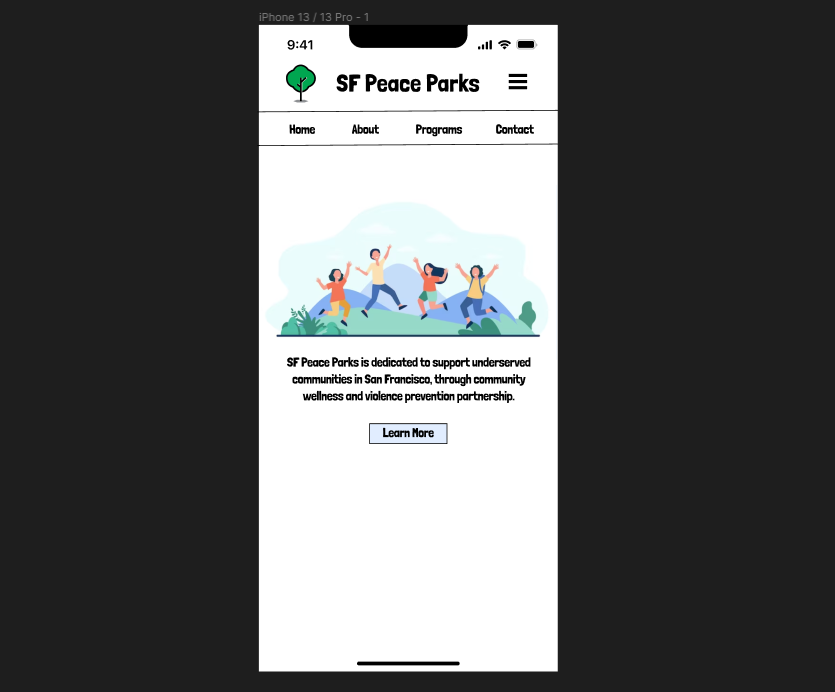 iPhone 13 / 13 Pro - 1
9:41
SF Peace Parks
Home About Programs Contact
SF Peace Parks is dedicated to support underserved
communities in San Francisco, through community
wellness and violence prevention partnership.
Learn More